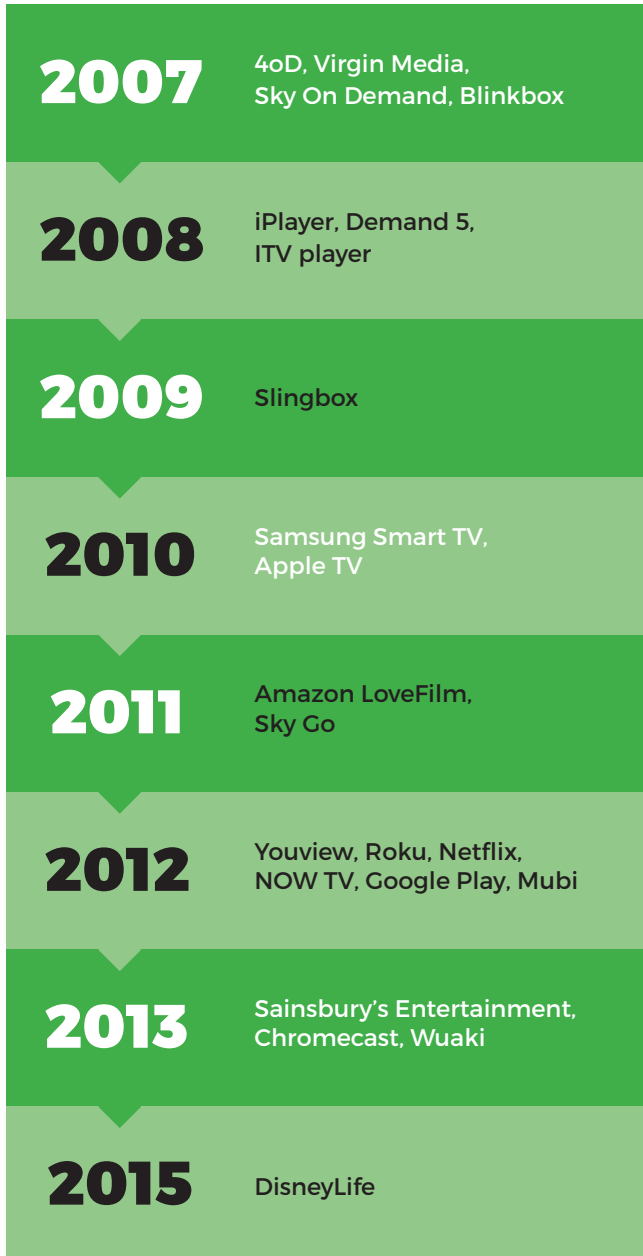 2007
4oD, Virgin Media,
Sky On Demand, Blinkbox
2008
iPlayer, Demand 5,
ITV player
2009
Slingbox
2010
Samsung Smart TV,
Apple TV
2011
Amazon LoveFilm,
Sky Go
2012
Youview, Roku, Netflix,
NOW TV, Google Play, Mubi
2013
Sainsbury’s Entertainment,
Chromecast, Wuaki
2015
DisneyLife